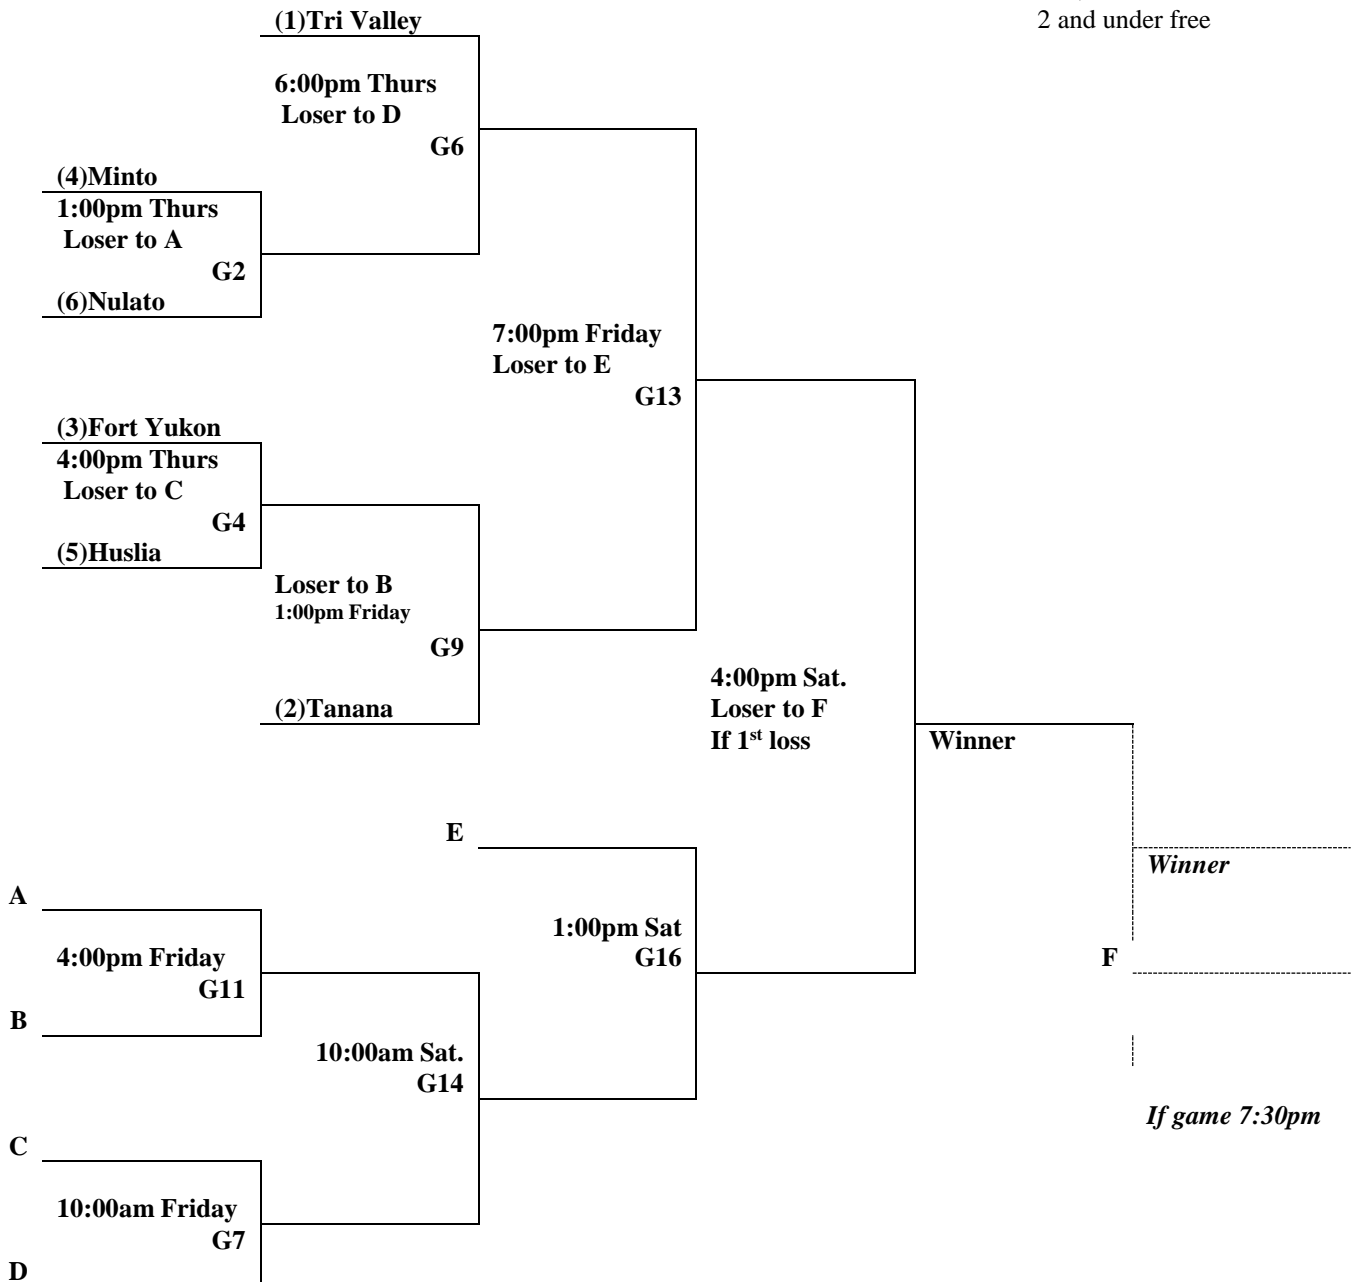 (1)Tri Valley
2 and under free
6:00pm Thurs
Loser to D
G6
(4)Minto
1:00pm Thurs
Loser to A
G2
(6)Nulato
7:00pm Friday
Loser to E
G13
(3)Fort Yukon
4:00pm Thurs
Loser to C
G4
(5)Huslia
Loser to B
1:00pm Friday
G9
(2)Tanana
4:00pm Sat.
Loser to F
If 1st loss
Winner
E
Winner
A
4:00pm Friday
G11
B
1:00pm Sat
G16
F
10:00am Sat.
G14
If game 7:30pm
C
10:00am Friday
G7
D